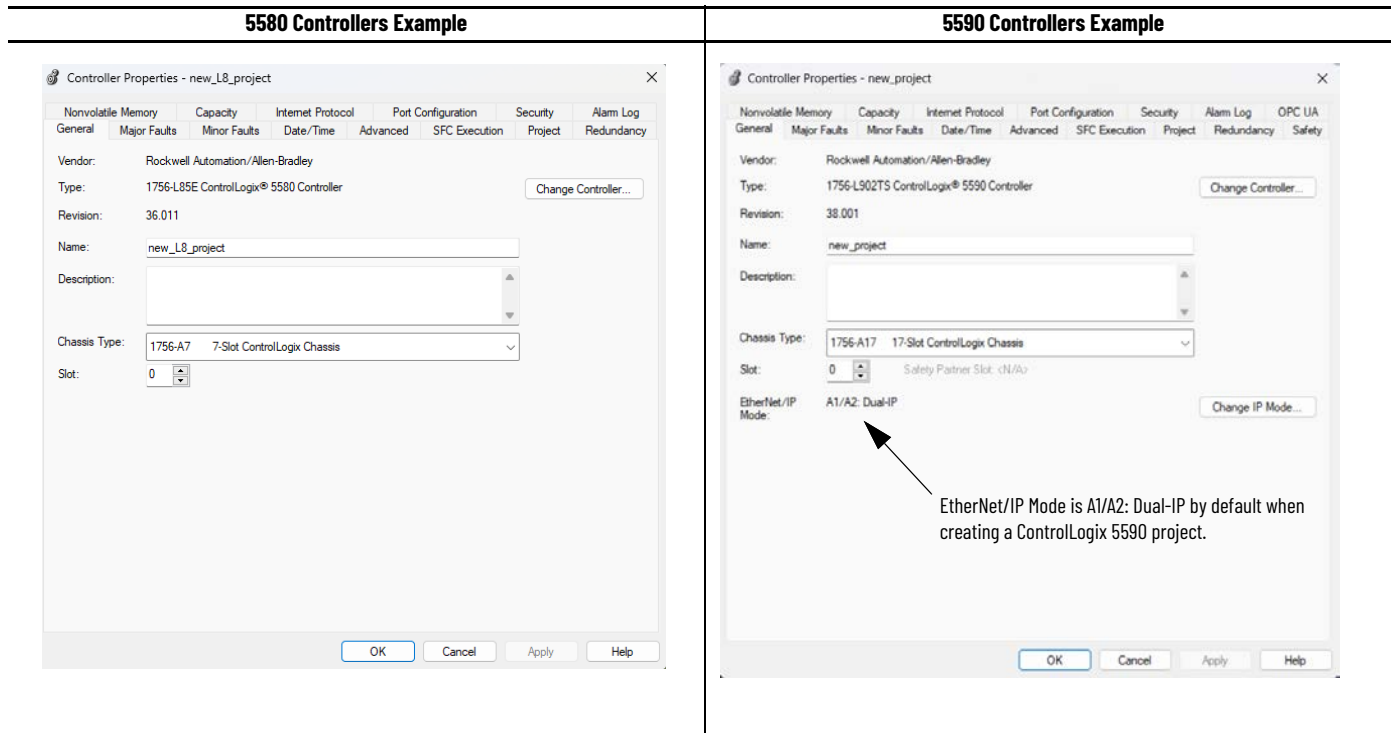 5580 Controllers Example
Controller Properties - new_L8_project
Nonvolatile Memory Capacity Internet Protocol Port Configuration Security Alarm Log
General Major Faults Minor Faults Date/Time Advanced SFC Execution Project Redundancy
Vendor: Rockwell Automation/Allen-Bradley
Type: 1756-L85E ControlLogix® 5580 Controller Change Controller...
Revision: 36.011
Name: new_L8_project
Description:
Chassis Type: 1756-A7 7-Slot ControlLogix Chassis
Slot: 0
OK Cancel Apply Help
5590 Controllers Example
Controller Properties - new_project
Nonvolatile Memory Capacity Internet Protocol Port Configuration Security Alarm Log OPC UA
General Major Faults Minor Faults Date/Time Advanced SFC Execution Project Redundancy Safety
Vendor: Rockwell Automation/Allen-Bradley
Type: 1756-L902TS ControlLogix® 5590 Controller Change Controller...
Revision: 38.001
Name: new_project
Description:
Chassis Type: 1756-A17 17-Slot ControlLogix Chassis
Slot: 0 Safety Partner Slot: <N/A>
EtherNet/IP A1/A2: Dual-IP Change IP Mode...
Mode:
EtherNet/IP Mode is A1/A2: Dual-IP by default when
creating a ControlLogix 5590 project.
OK Cancel Apply Help